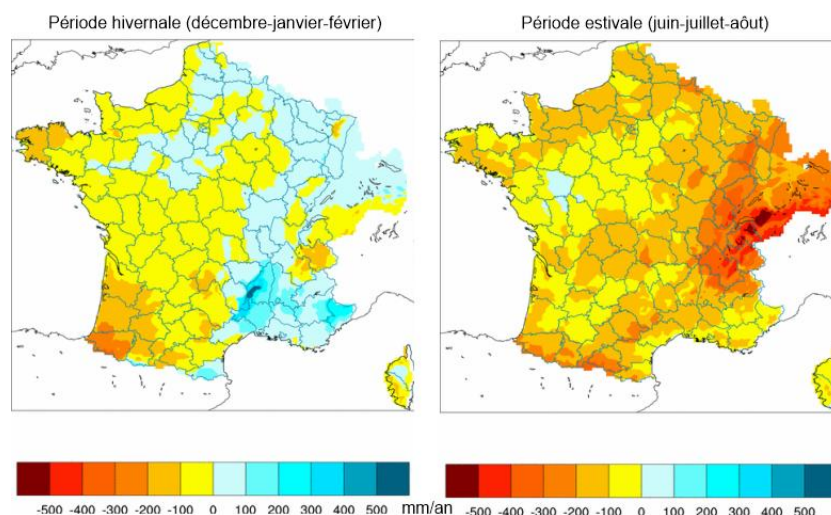 Période hivernale (décembre-janvier-février)
Période estivale (juin-juillet-aôut)
-500 -400 -300 -200 -100 0 100 200 300 400 500 mm/an -500 -400 -300 -200 -100 0 100 200 300 400 500